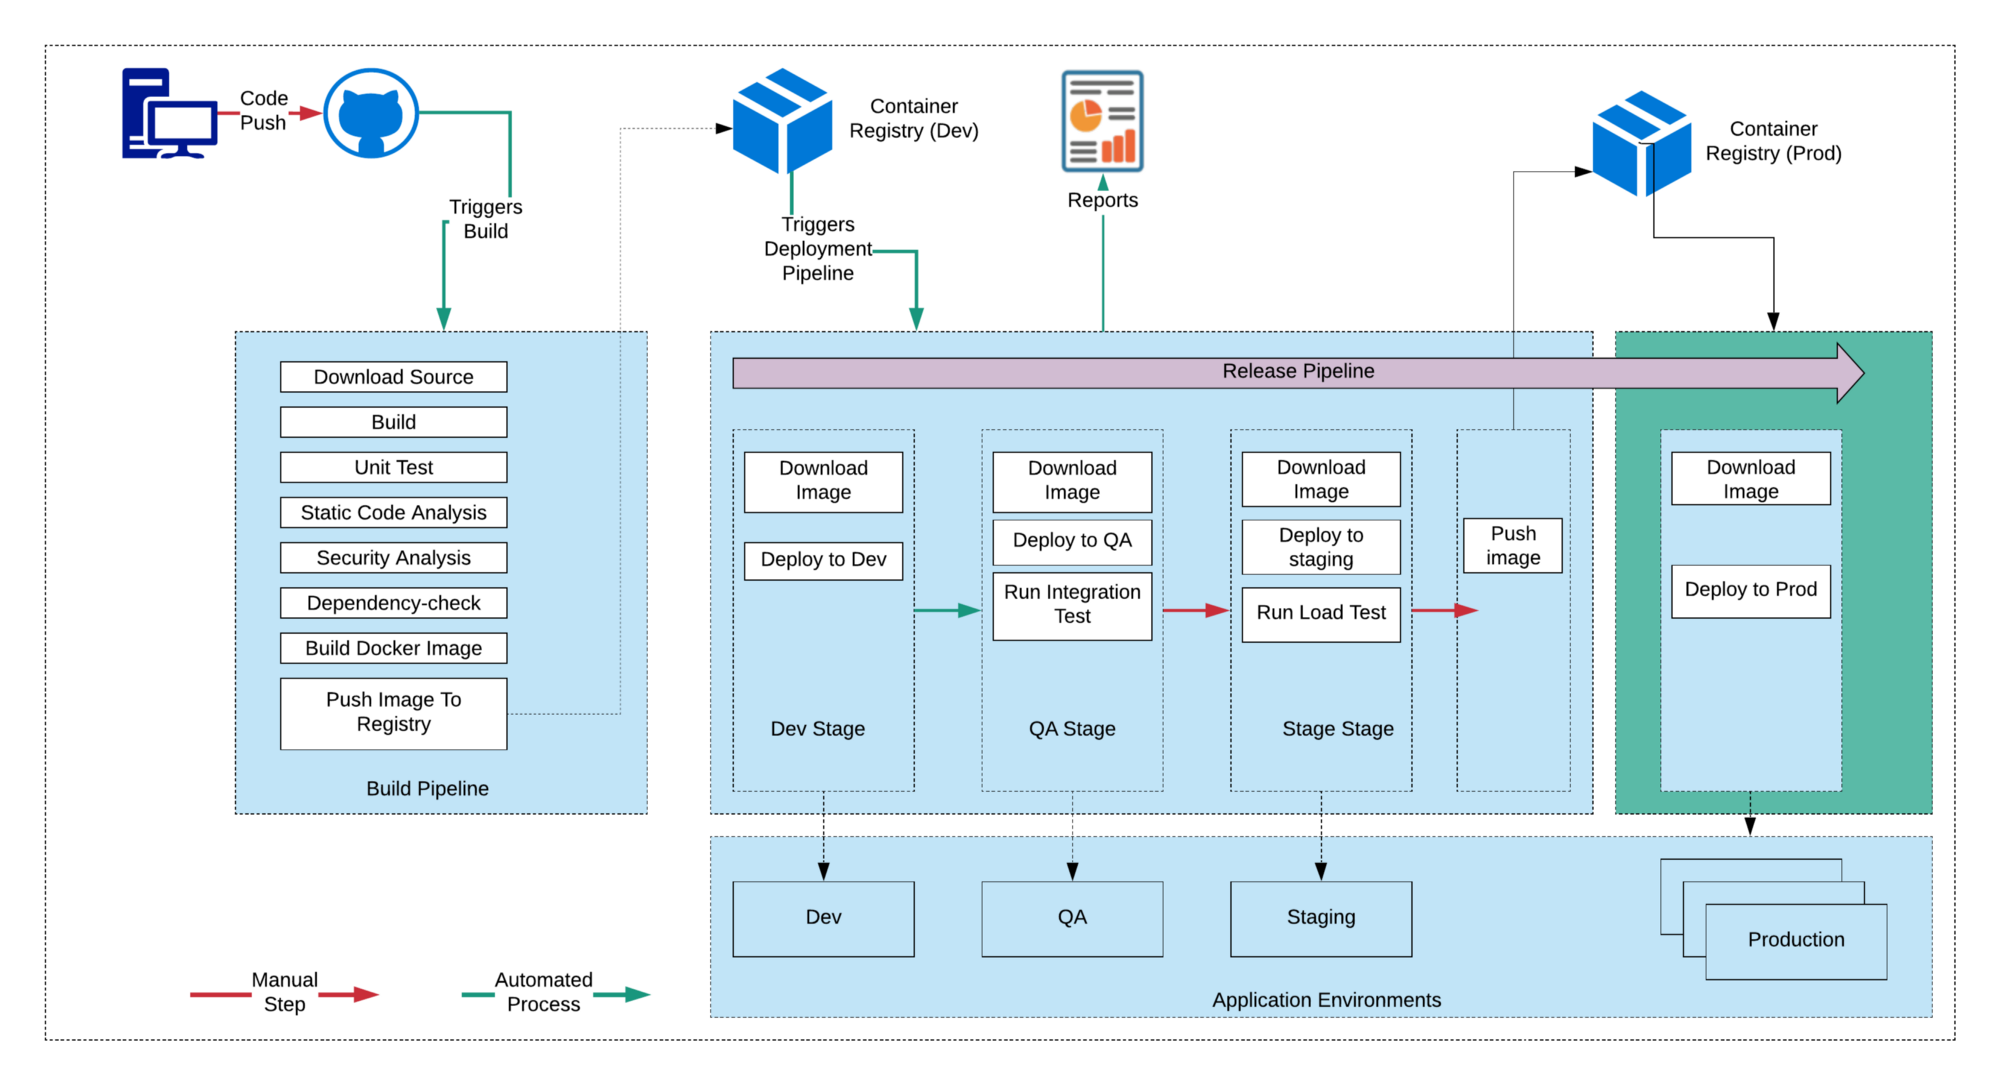 Code
Push
Triggers
Build
Container
Registry (Dev)
Triggers
Deployment
Pipeline
Reports
Container
Registry (Prod)
Download Source
Build
Unit Test
Static Code Analysis
Security Analysis
Dependency-check
Build Docker Image
Push Image To
Registry
Build Pipeline
Release Pipeline
Download
Image
Deploy to Dev
Dev Stage
Download
Image
Deploy to QA
Run Integration
Test
QA Stage
Download
Image
Deploy to
staging
Run Load Test
Stage Stage
Push
image
Download
Image
Deploy to Prod
Dev
QA
Staging
Production
Application Environments
Manual
Step
Automated
Process